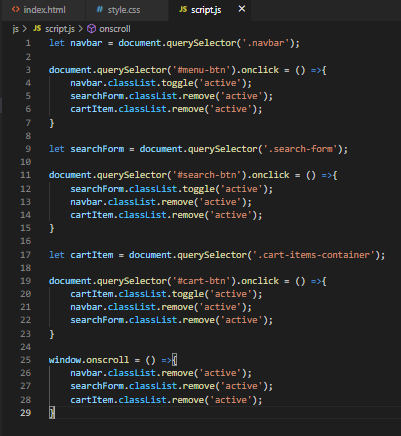 index.html # style.css JS script.js ×
js > JS script.js > onscroll
1 let navbar = document.querySelector('.navbar');
2
3 document.querySelector('#menu-btn').onclick = () =>{
4     navbar.classList.toggle('active');
5     searchForm.classList.remove('active');
6     cartItem.classList.remove('active');
7 }
8
9 let searchForm = document.querySelector('.search-form');
10
11 document.querySelector('#search-btn').onclick = () =>{
12     searchForm.classList.toggle('active');
13     navbar.classList.remove('active');
14     cartItem.classList.remove('active');
15 }
16
17 let cartItem = document.querySelector('.cart-items-container');
18
19 document.querySelector('#cart-btn').onclick = () =>{
20     cartItem.classList.toggle('active');
21     navbar.classList.remove('active');
22     searchForm.classList.remove('active');
23 }
24
25 window.onscroll = () =>{
26     navbar.classList.remove('active');
27     searchForm.classList.remove('active');
28     cartItem.classList.remove('active');
29 }